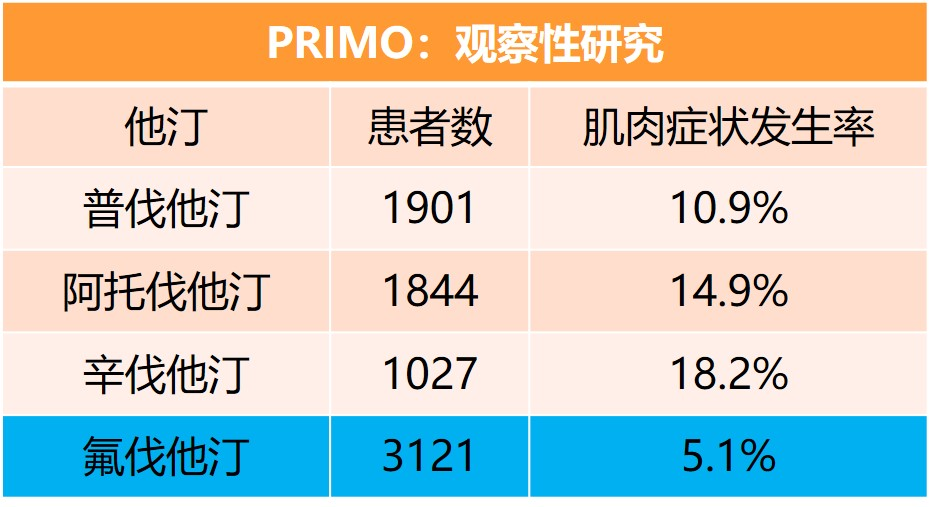 PRIMO：观察性研究
他汀 患者数 肌肉症状发生率
普伐他汀 1901 10.9%
阿托伐他汀 1844 14.9%
辛伐他汀 1027 18.2%
氟伐他汀 3121 5.1%